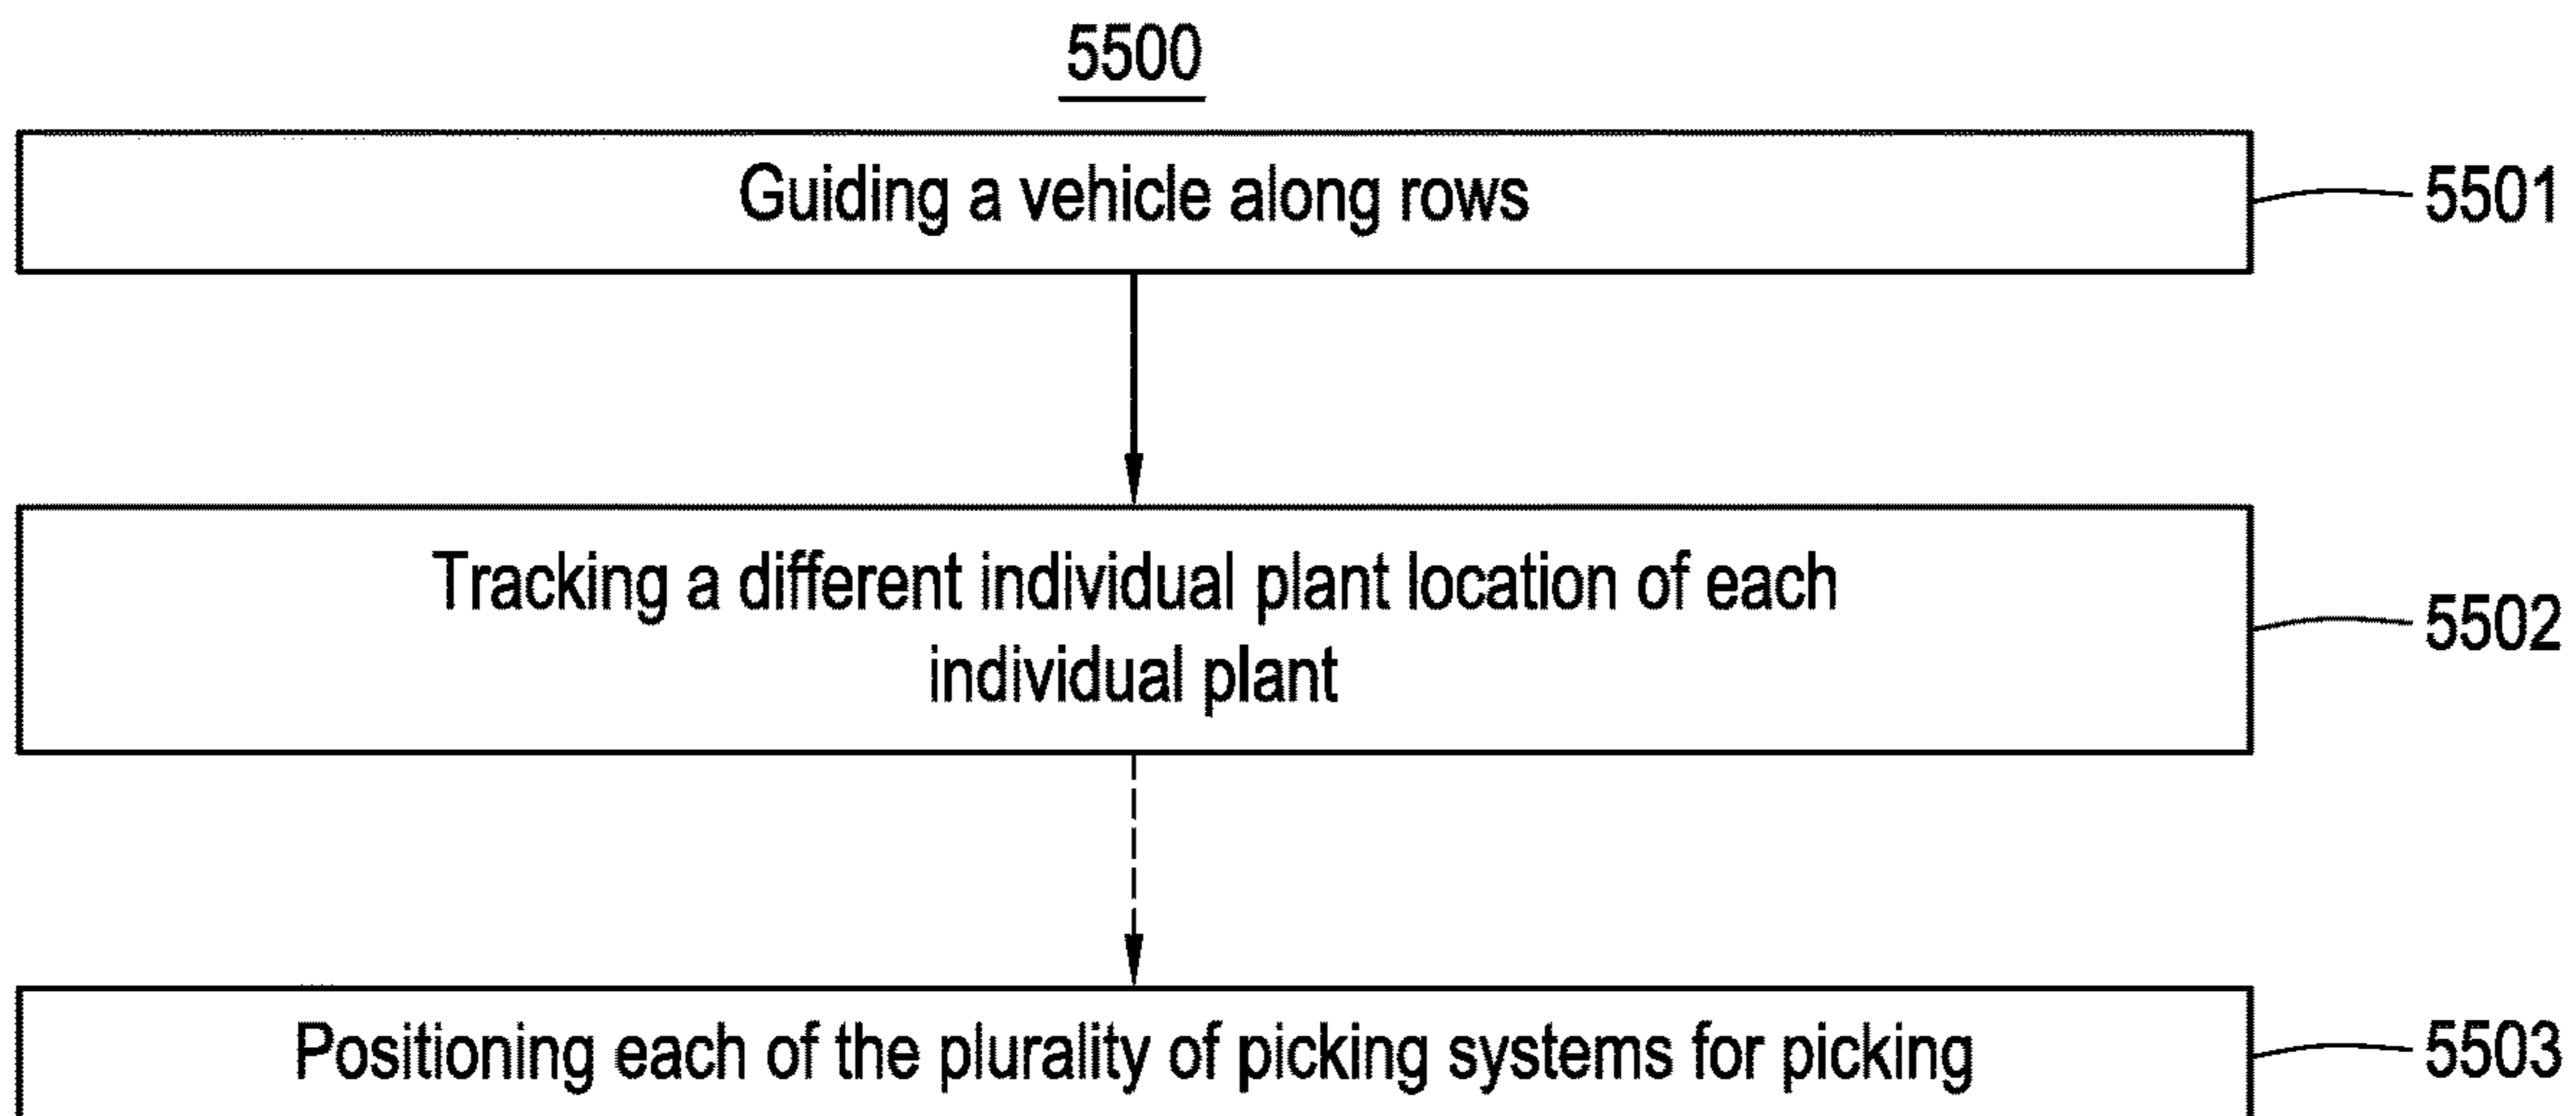 5500
Guiding a vehicle along rows
5501
Tracking a different individual plant location of each
individual plant
5502
Positioning each of the plurality of picking systems for picking
5503